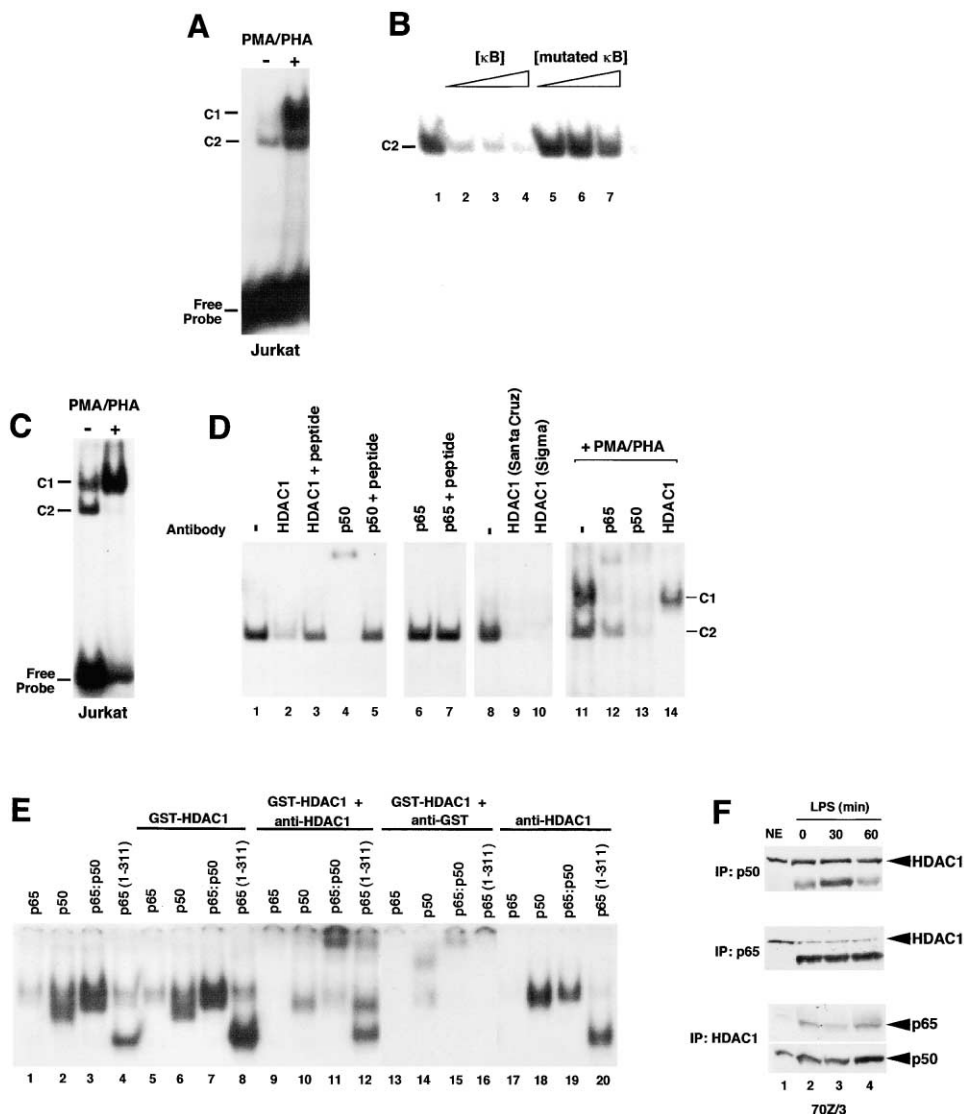 A
PMA/PHA
- +
C1
C2
Free
Probe
Jurkat
B
[κB] [mutated κB]
C2
1 2 3 4 5 6 7
C
PMA/PHA
- +
C1
C2
Free
Probe
Jurkat
D
+ PMA/PHA
Antibody
- HDAC1 HDAC1 + peptide p50 p50 + peptide p65 p65 + peptide - HDAC1 (Santa Cruz) HDAC1 (Sigma) - p65 p50 HDAC1
C1
C2
1 2 3 4 5 6 7 8 9 10 11 12 13 14
E
GST-HDAC1
GST-HDAC1 +
anti-HDAC1
GST-HDAC1 +
anti-GST
anti-HDAC1
p65 p50 p65:p50 p65 (1-311) p65 p50 p65:p50 p65 (1-311) p65 p50 p65:p50 p65 (1-311) p65 p50 p65:p50 p65 (1-311) p65 p50 p65:p50 p65 (1-311)
1 2 3 4 5 6 7 8 9 10 11 12 13 14 15 16 17 18 19 20
F
LPS (min)
NE 0 30 60
IP: p50
HDAC1
IP: p65
HDAC1
IP: HDAC1
p65
p50
1 2 3 4
70Z/3